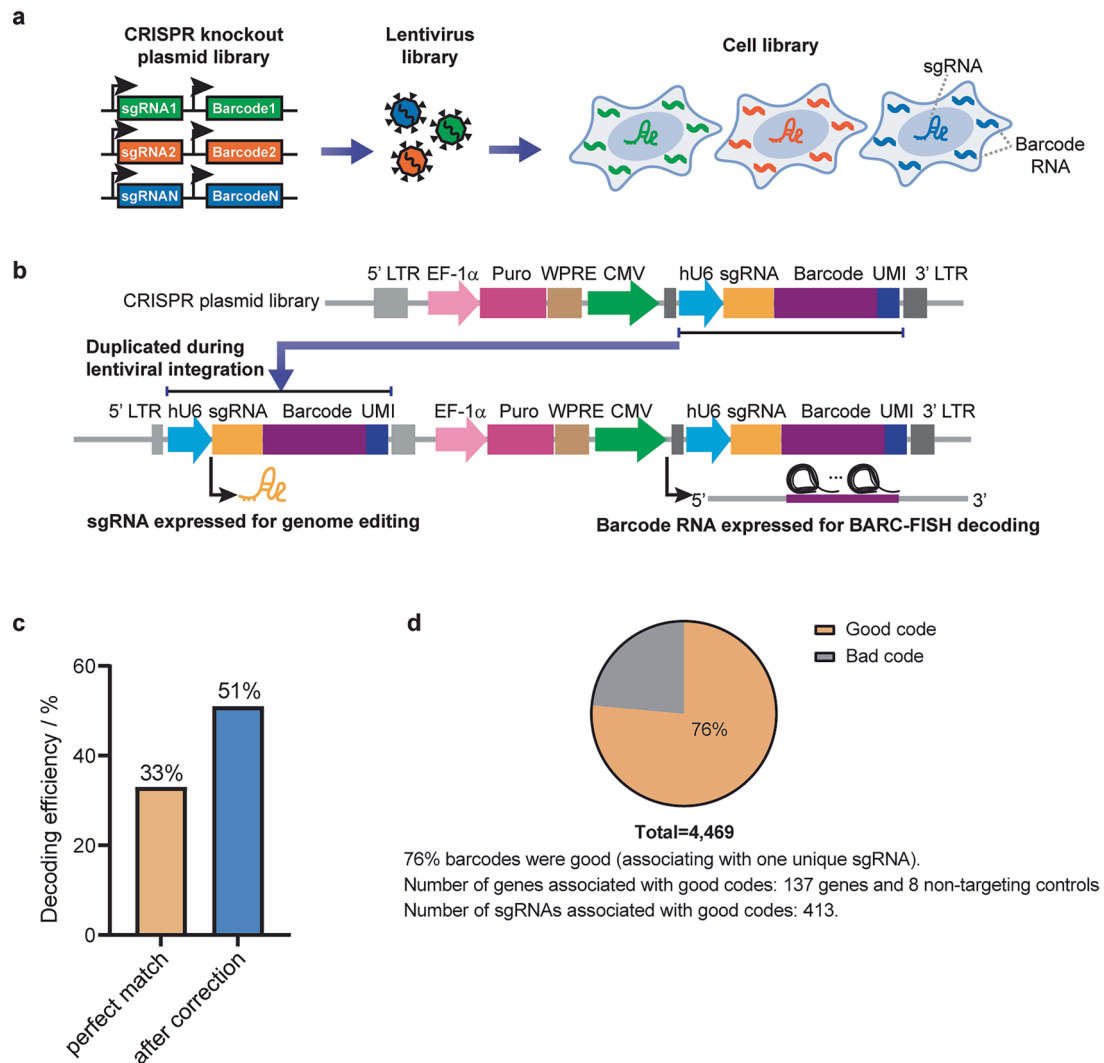 a
CRISPR knockout
plasmid library
Lentivirus
library
Cell library
sgRNA
sgRNA1 Barcode1
sgRNA2 Barcode2
sgRNAN BarcodeN
Barcode
RNA
b
5’ LTR EF-1α Puro WPRE CMV hU6 sgRNA Barcode UMI 3’ LTR
CRISPR plasmid library
Duplicated during
lentiviral integration
5’ LTR hU6 sgRNA Barcode UMI EF-1α Puro WPRE CMV hU6 sgRNA Barcode UMI 3’ LTR
...
5’ 3’
sgRNA expressed for genome editing
Barcode RNA expressed for BARC-FISH decoding
c
Decoding efficiency / %
60
40
20
0
33%
51%
perfect match
after correction
d
Good code
Bad code
76%
Total=4,469
76% barcodes were good (associating with one unique sgRNA).
Number of genes associated with good codes: 137 genes and 8 non-targeting controls
Number of sgRNAs associated with good codes: 413.